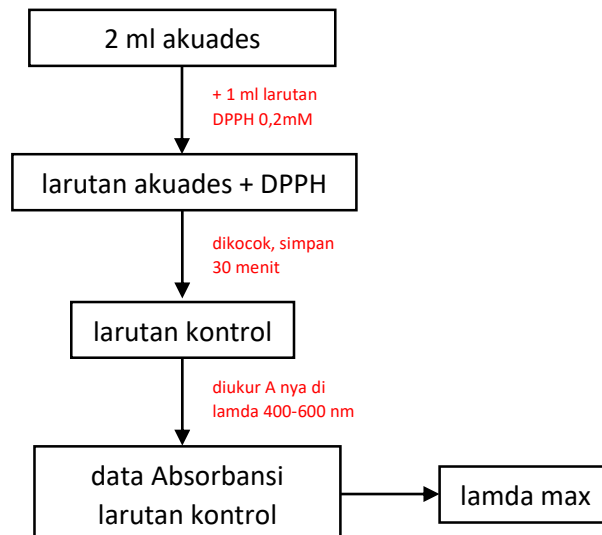 2 ml akuades
+ 1 ml larutan
DPPH 0,2mM
larutan akuades + DPPH
dikocok, simpan
30 menit
larutan kontrol
diukur A nya di
lamda 400-600 nm
data Absorbansi
larutan kontrol
lamda max